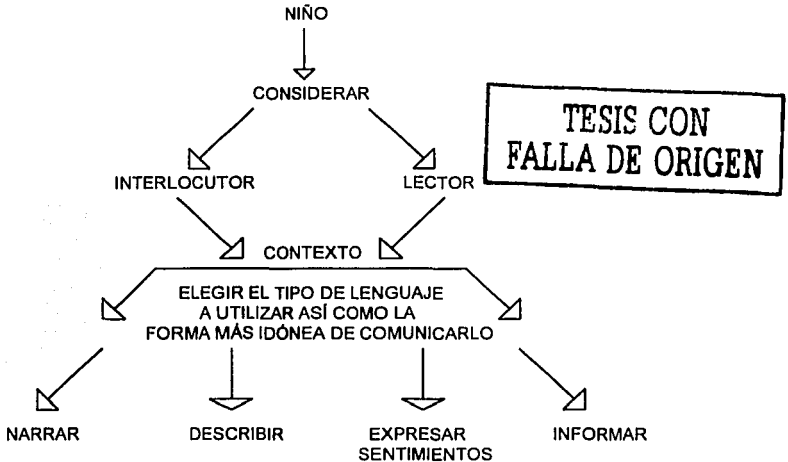 NIÑO
CONSIDERAR
TESIS CON
FALLA DE ORIGEN
INTERLOCUTOR
LECTOR
CONTEXTO
ELEGIR EL TIPO DE LENGUAJE
A UTILIZAR ASÍ COMO LA
FORMA MÁS IDÓNEA DE COMUNICARLO
NARRAR
DESCRIBIR
EXPRESAR
SENTIMIENTOS
INFORMAR